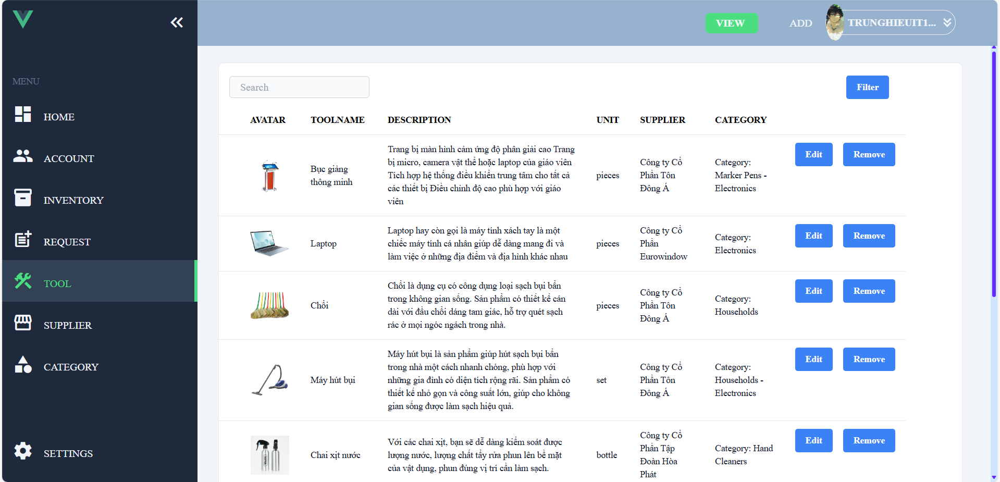 VIEW
ADD
TRUNGHIEUIT1...
MENU
HOME
ACCOUNT
INVENTORY
REQUEST
TOOL
SUPPLIER
CATEGORY
SETTINGS
Search
Filter
AVATAR TOOLNAME DESCRIPTION UNIT SUPPLIER CATEGORY
Bục giảng
thông minh
Trang bị màn hình cảm ứng độ phân giải cao Trang
bị micro, camera vật thể hoặc laptop của giáo viên
Tích hợp hệ thống điều khiển trung tâm cho tất cả
các thiết bị Điều chỉnh độ cao phù hợp với giáo
viên
pieces
Công ty Cổ
Phần Tôn
Đông Á
Category:
Marker Pens -
Electronics
Edit
Remove
Laptop
Laptop hay còn gọi là máy tính xách tay là một
chiếc máy tính cá nhân giúp dễ dàng mang đi và
làm việc ở những địa điểm và địa hình khác nhau
pieces
Công ty Cổ
Phần
Eurowindow
Category:
Electronics
Edit
Remove
Chổi
Chổi là dụng cụ có công dụng loại sạch bụi bẩn
trong không gian sống. Sản phẩm có thiết kế cán
dài với đầu chổi dáng tam giác, hỗ trợ quét sạch
rác ở mọi ngóc ngách trong nhà.
pieces
Công ty Cổ
Phần Tôn
Đông Á
Category:
Households
Edit
Remove
Máy hút bụi
Máy hút bụi là sản phẩm giúp hút sạch bụi bẩn
trong nhà một cách nhanh chóng, phù hợp với
những gia đình có diện tích rộng rãi. Sản phẩm có
thiết kế nhỏ gọn và công suất lớn, giúp cho không
gian sống được làm sạch hiệu quả.
set
Công ty Cổ
Phần Tôn
Đông Á
Category:
Households -
Electronics
Edit
Remove
Chai xịt nước
Với các chai xịt, bạn sẽ dễ dàng kiểm soát được
lượng nước, lượng chất tẩy rửa phun lên bề mặt
của vật dụng, phun đúng vị trí cần làm sạch.
bottle
Công ty Cổ
Phần Tập
Đoàn Hòa
Phát
Category: Hand
Cleaners
Edit
Remove